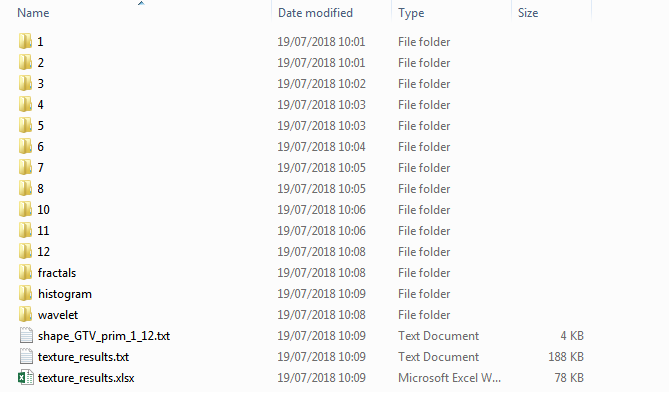 Name Date modified Type Size
1 19/07/2018 10:01 File folder
2 19/07/2018 10:01 File folder
3 19/07/2018 10:02 File folder
4 19/07/2018 10:03 File folder
5 19/07/2018 10:03 File folder
6 19/07/2018 10:04 File folder
7 19/07/2018 10:05 File folder
8 19/07/2018 10:05 File folder
10 19/07/2018 10:06 File folder
11 19/07/2018 10:06 File folder
12 19/07/2018 10:08 File folder
fractals 19/07/2018 10:08 File folder
histogram 19/07/2018 10:09 File folder
wavelet 19/07/2018 10:08 File folder
shape_GTV_prim_1_12.txt 19/07/2018 10:09 Text Document 4 KB
texture_results.txt 19/07/2018 10:09 Text Document 188 KB
texture_results.xlsx 19/07/2018 10:09 Microsoft Excel W... 78 KB